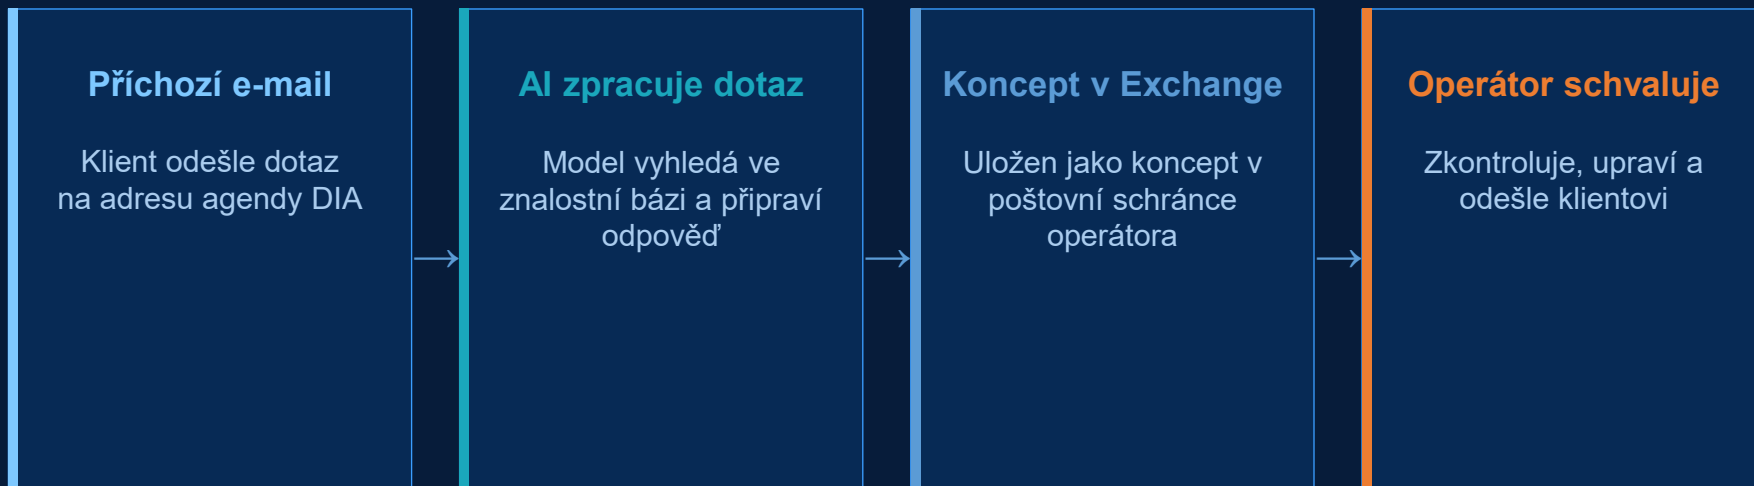 Příchozí e-mail
Klient odešle dotaz
na adresu agendy DIA
→
AI zpracuje dotaz
Model vyhledá ve
znalostní bázi a připraví
odpověď
→
Koncept v Exchange
Uložen jako koncept v
poštovní schránce
operátora
→
Operátor schvaluje
Zkontroluje, upraví a
odešle klientovi